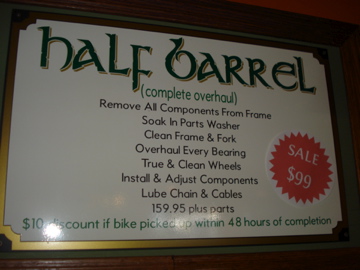 half barrel
(complete overhaul)
Remove All Components From Frame
Soak In Parts Washer
Clean Frame & Fork
Overhaul Every Bearing
True & Clean Wheels
Install & Adjust Components
Lube Chain & Cables
159.95 plus parts
$10 discount if bike picked up within 48 hours of completion
SALE
$99